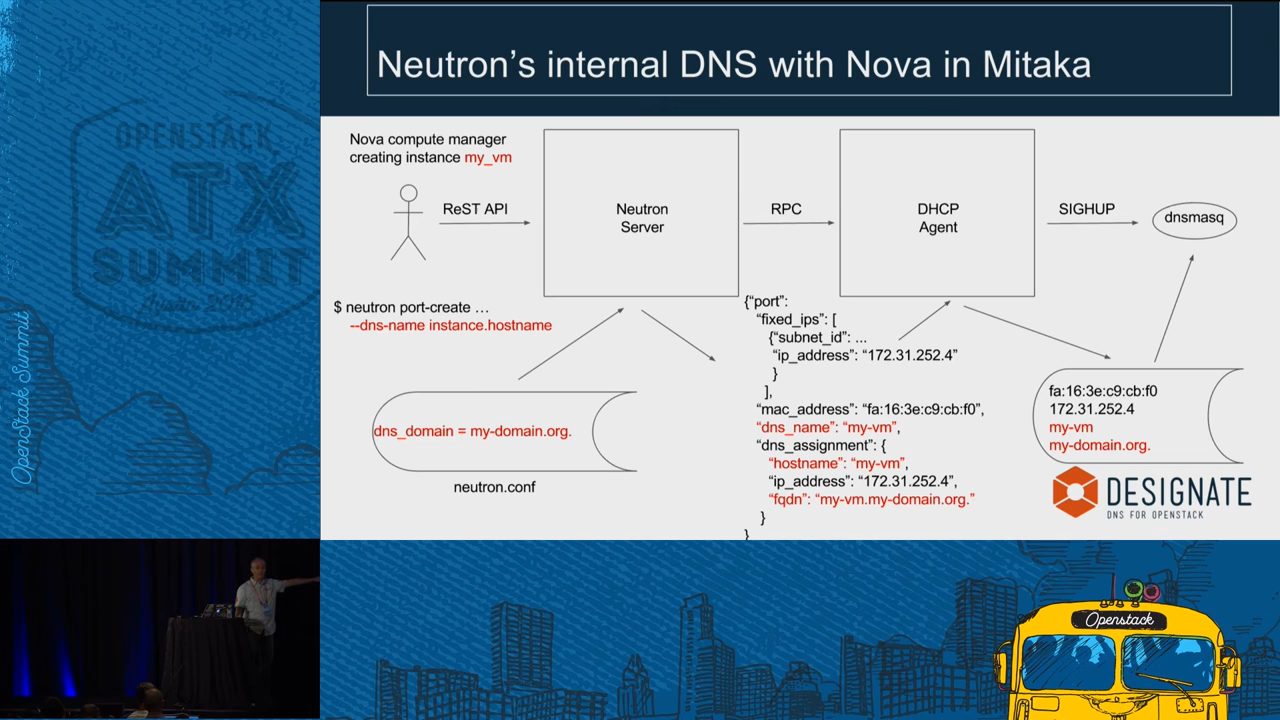 OPENSTACK
ATX
SUMMIT
Austin 2016
OpenStack Summit
Neutron's internal DNS with Nova in Mitaka
Nova compute manager
creating instance my_vm
ReST API
Neutron
Server
RPC
DHCP
Agent
SIGHUP
dnsmasq
$ neutron port-create …
--dns-name instance.hostname
dns_domain = my-domain.org.
neutron.conf
{“port”:
“fixed_ips”: [
{“subnet_id”: ...
“ip_address”: “172.31.252.4”
}
],
“mac_address”: “fa:16:3e:c9:cb:f0”,
“dns_name”: “my-vm”,
“dns_assignment”: {
“hostname”: “my-vm”,
“ip_address”: “172.31.252.4”,
“fqdn”: “my-vm.my-domain.org.”
}
}
fa:16:3e:c9:cb:f0
172.31.252.4
my-vm
my-domain.org.
DESIGNATE
DNS FOR OPENSTACK
Openstack